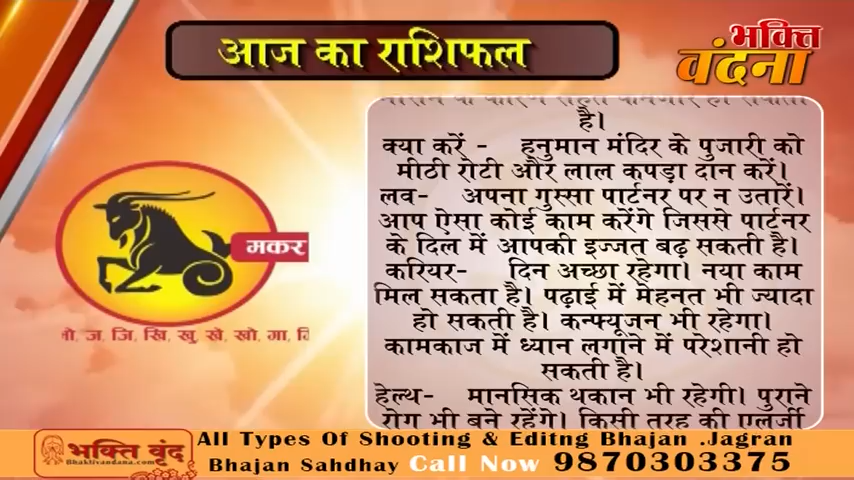 आज का राशिफल
भक्ति
वंदना
है।
क्या करें - हनुमान मंदिर के पुजारी को
मीठी रोटी और लाल कपड़ा दान करें।
लव- अपना गुस्सा पार्टनर पर न उतारें।
आप ऐसा कोई काम करेंगे जिससे पार्टनर
के दिल में आपकी इज्जत बढ़ सकती है।
करियर- दिन अच्छा रहेगा। नया काम
मिल सकता है। पढ़ाई में मेहनत भी ज्यादा
हो सकती है। कन्फ्यूजन भी रहेगा।
कामकाज में ध्यान लगाने में परेशानी हो
सकती है।
हेल्थ- मानसिक थकान भी रहेगी। पुराने
रोग भी बने रहेंगे। किसी तरह की एलर्जी
मकर
ज, जि, खि, खु, खे, खो, गा,
भक्ति वृंद
Bhaktivandana.com
All Types Of Shooting & Editng Bhajan .Jagran
Bhajan Sahdhay Call Now 9870303375